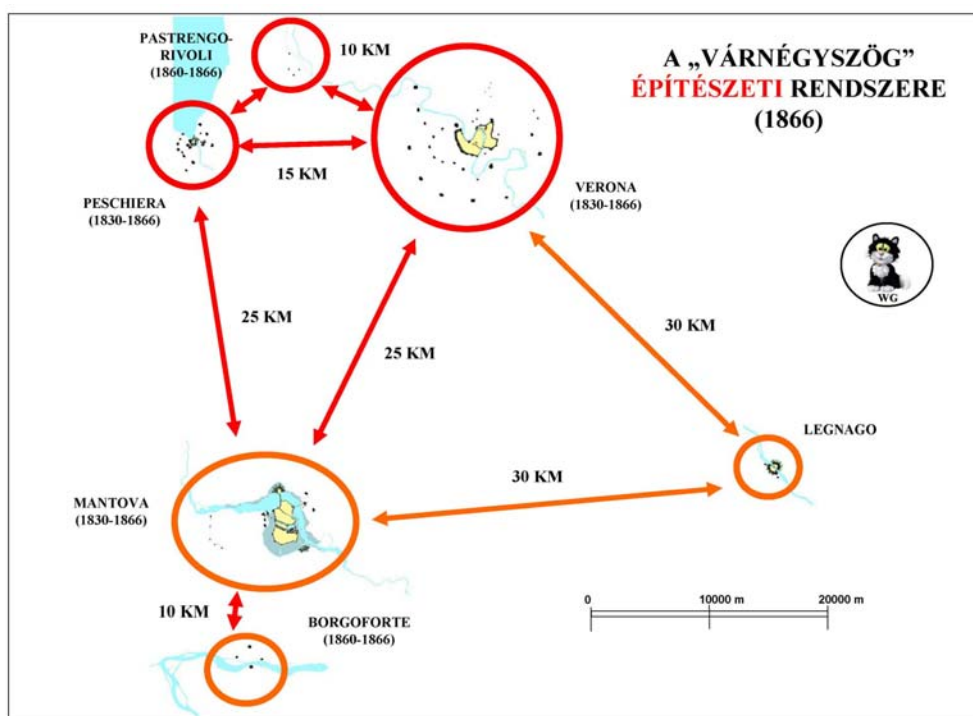 PASTRENGO-
RIVOLI
(1860-1866)
10 KM
A „VÁRNÉGYSZÖG”
ÉPÍTÉSZETI RENDSZERE
(1866)
15 KM
PESCHIERA
(1830-1866)
VERONA
(1830-1866)
WG
25 KM
25 KM
30 KM
LEGNAGO
30 KM
MANTOVA
(1830-1866)
10 KM
BORGOFORTE
(1860-1866)
0 10000 m 20000 m